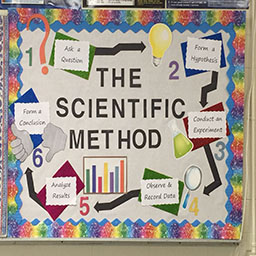 1
Ask a
Question
2
Form a
Hypothesis
THE
SCIENTIFIC
METHOD
3
Conduct an
Experiment
Observe &
Record Data
5
Analyze
Results
6
Form a
Conclusion